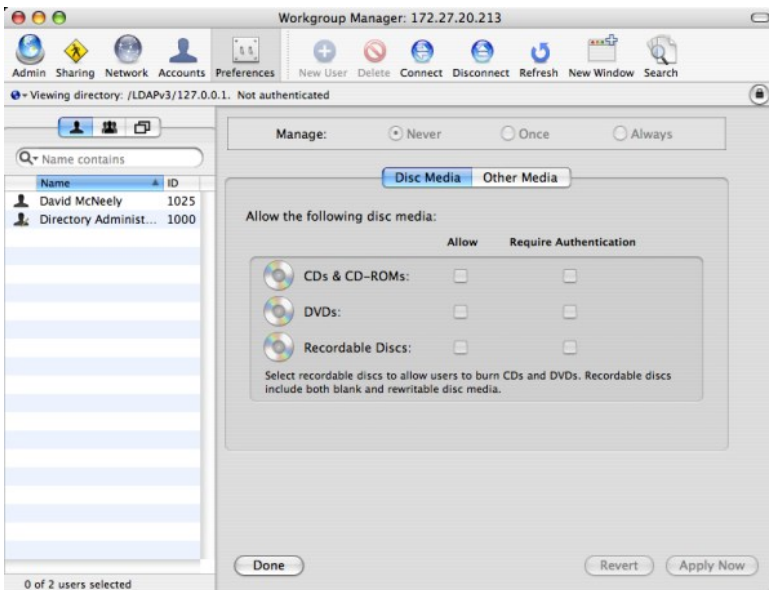 Workgroup Manager: 172.27.20.213
Admin Sharing Network Accounts Preferences New User Delete Connect Disconnect Refresh New Window Search
Viewing directory: /LDAPv3/127.0.0.1. Not authenticated
Manage: Never Once Always
Name contains
Disc Media Other Media
Name ID
David McNeely 1025
Directory Administ... 1000
Allow the following disc media:
Allow Require Authentication
CDs & CD-ROMs:
DVDs:
Recordable Discs:
Select recordable discs to allow users to burn CDs and DVDs. Recordable discs
include both blank and rewritable disc media.
Done Revert Apply Now
0 of 2 users selected